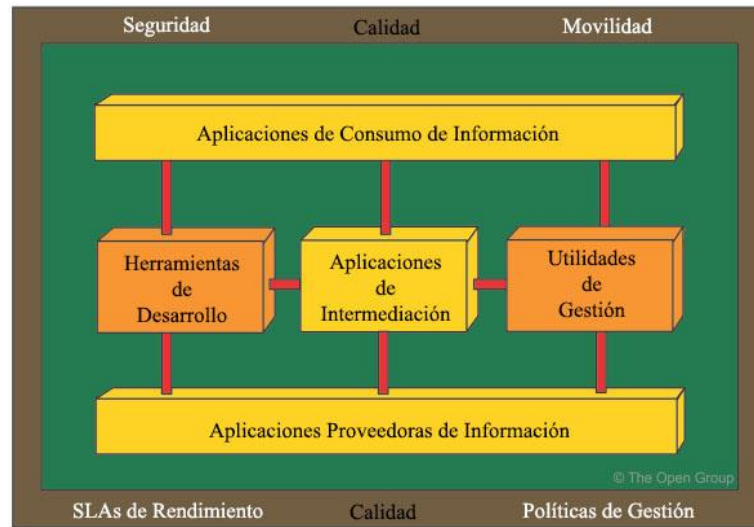 Seguridad Calidad Movilidad
Aplicaciones de Consumo de Información
Herramientas
de
Desarrollo
Aplicaciones
de
Intermediación
Utilidades
de
Gestión
Aplicaciones Proveedoras de Información
© The Open Group
SLAs de Rendimiento Calidad Políticas de Gestión